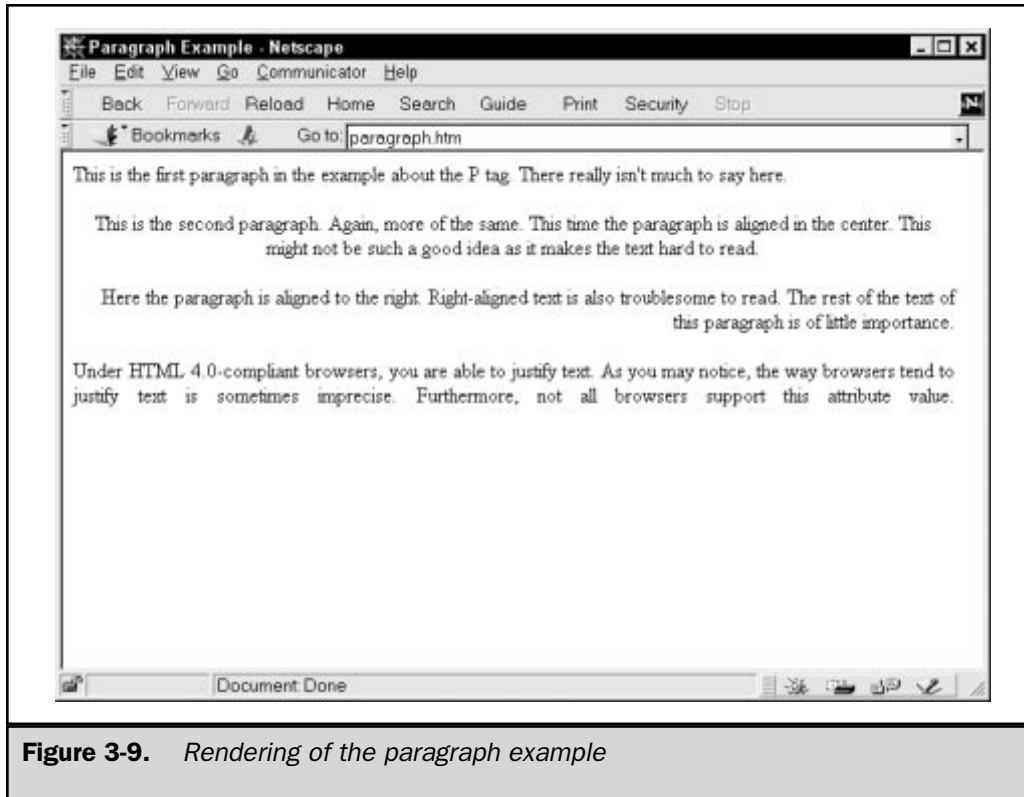 Paragraph Example - Netscape
File Edit View Go Communicator Help
Back Forward Reload Home Search Guide Print Security Stop
N
Bookmarks Go to: paragraph.htm
This is the first paragraph in the example about the P tag. There really isn't much to say here.
This is the second paragraph. Again, more of the same. This time the paragraph is aligned in the center. This
might not be such a good idea as it makes the text hard to read.
Here the paragraph is aligned to the right. Right-aligned text is also troublesome to read. The rest of the text of
this paragraph is of little importance.
Under HTML 4.0-compliant browsers, you are able to justify text. As you may notice, the way browsers tend to
justify text is sometimes imprecise. Furthermore, not all browsers support this attribute value.
Document: Done
Figure 3-9. Rendering of the paragraph example